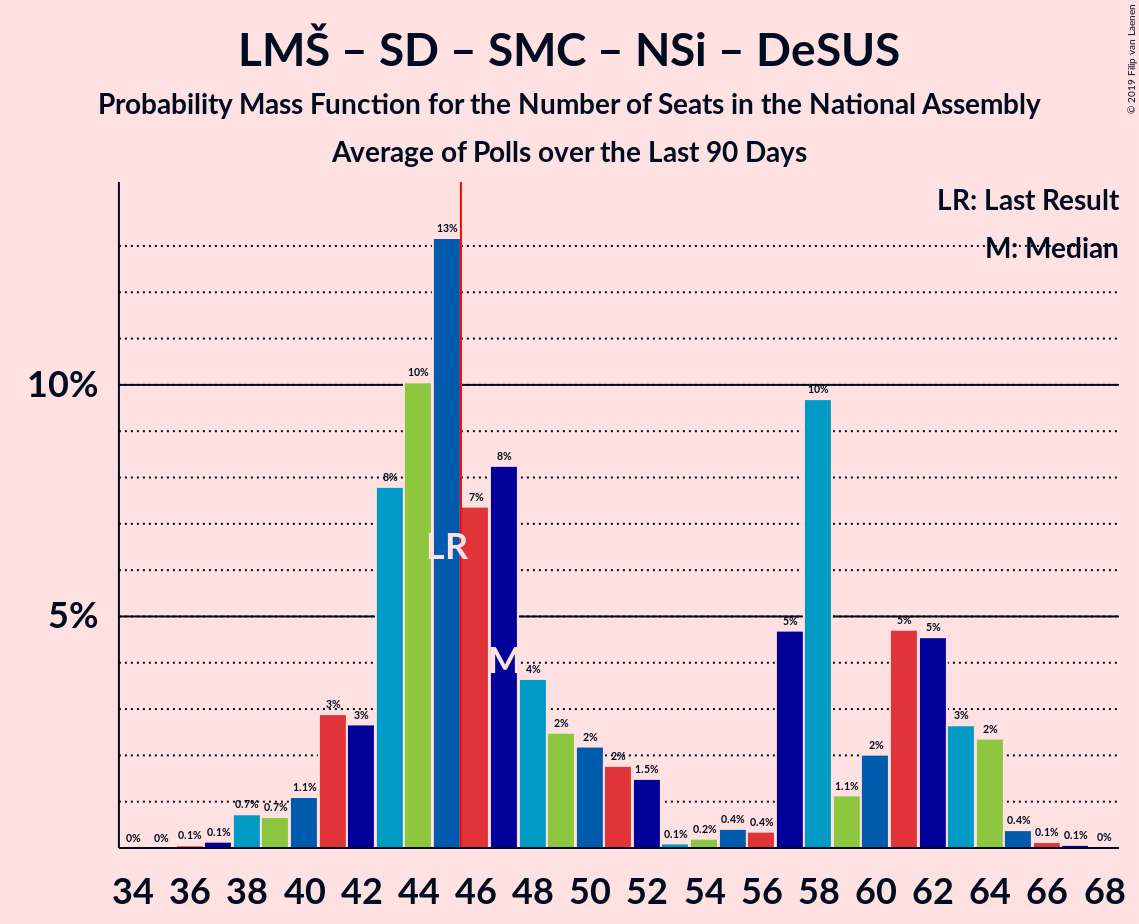 LMŠ – SD – SMC – NSi – DeSUS
Probability Mass Function for the Number of Seats in the National Assembly
Average of Polls over the Last 90 Days
© 2019 Filip van Laenen
LR: Last Result
M: Median
10%
5%
0% 0% 0.1% 0.1% 0.7% 0.7% 1.1% 3% 3% 8% 10% 13% 7% 8% 4% 2% 2% 2% 1.5% 0.1% 0.2% 0.4% 0.4% 5% 10% 1.1% 2% 5% 5% 3% 2% 0.4% 0.1% 0.1% 0%
LR
M
34 36 38 40 42 44 46 48 50 52 54 56 58 60 62 64 66 68